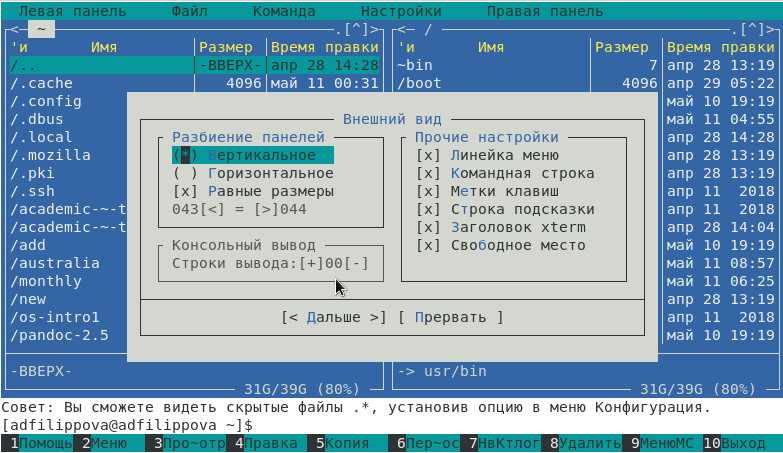 Левая панель Файл Команда Настройки Правая панель
<─ ~ .[^]> <─ / .[^]>
'и Имя Размер Время правки 'и Имя Размер Время правки
/.. -ВВЕРХ- апр 28 14:28 ~bin 7 апр 28 13:19
/.cache 4096 май 11 00:31 /boot 4096 апр 29 05:22
/.config май 10 19:19
/.dbus Внешний вид май 11 04:55
/.local Разбиение панелей Прочие настройки апр 28 14:28
/.mozilla (*) Вертикальное [x] Линейка меню апр 28 13:19
/.pki ( ) Горизонтальное [x] Командная строка апр 28 13:19
/.ssh [x] Равные размеры [x] Метки клавиш апр 11 2018
/academic-~-t 043[<] = [>]044 [x] Строка подсказки апр 11 2018
/academic-~-t [x] Заголовок xterm апр 28 14:04
/add Консольный вывод [x] Свободное место май 10 19:19
/australia Строки вывода:[+]00[-] май 11 08:57
/monthly май 11 06:25
/new апр 28 13:19
/os-intro1 [< Дальше >] [ Прервать ] апр 11 2018
/pandoc-2.5 май 10 19:19
-ВВЕРХ- -> usr/bin
31G/39G (80%) 31G/39G (80%)
Совет: Вы сможете видеть скрытые файлы .*, установив опцию в меню Конфигурация.
[adfilippova@adfilippova ~]$
1Помощь 2Меню 3Про~отр 4Правка 5Копия 6Пер~ос 7НвКтлог 8Удалить 9МенюМС 10Выход